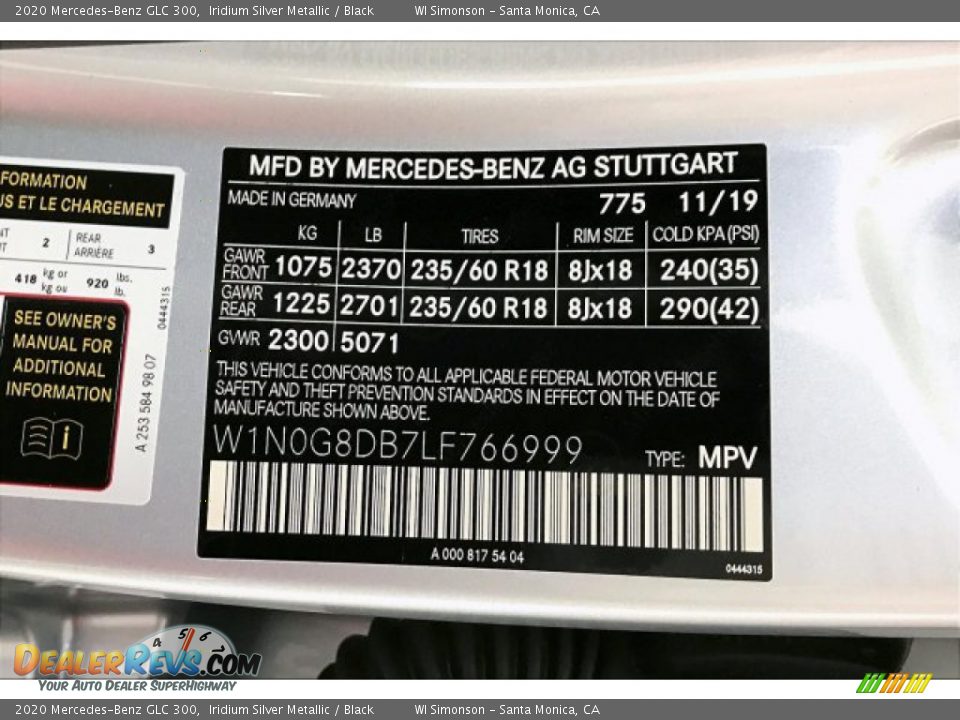 2020 Mercedes-Benz GLC 300, Iridium Silver Metallic / Black WI Simonson - Santa Monica, CA
FORMATION
US ET LE CHARGEMENT
2 REAR ARRIÈRE 3
418 kg or kg ou 920 lbs. lb.
SEE OWNER'S
MANUAL FOR
ADDITIONAL
INFORMATION
i
0444315
A 253 584 98 07
MFD BY MERCEDES-BENZ AG STUTTGART
MADE IN GERMANY 775 11/19
KG LB TIRES RIM SIZE COLD KPA(PSI)
GAWR FRONT 1075 2370 235/60 R18 8Jx18 240(35)
GAWR REAR 1225 2701 235/60 R18 8Jx18 290(42)
GVWR 2300 5071
THIS VEHICLE CONFORMS TO ALL APPLICABLE FEDERAL MOTOR VEHICLE
SAFETY AND THEFT PREVENTION STANDARDS IN EFFECT ON THE DATE OF
MANUFACTURE SHOWN ABOVE.
W1N0G8DB7LF766999 TYPE: MPV
A 000 817 54 04
0444315
4 5 6
DEALERREVS.COM
YOUR AUTO DEALER SUPERHIGHWAY
2020 Mercedes-Benz GLC 300, Iridium Silver Metallic / Black WI Simonson - Santa Monica, CA